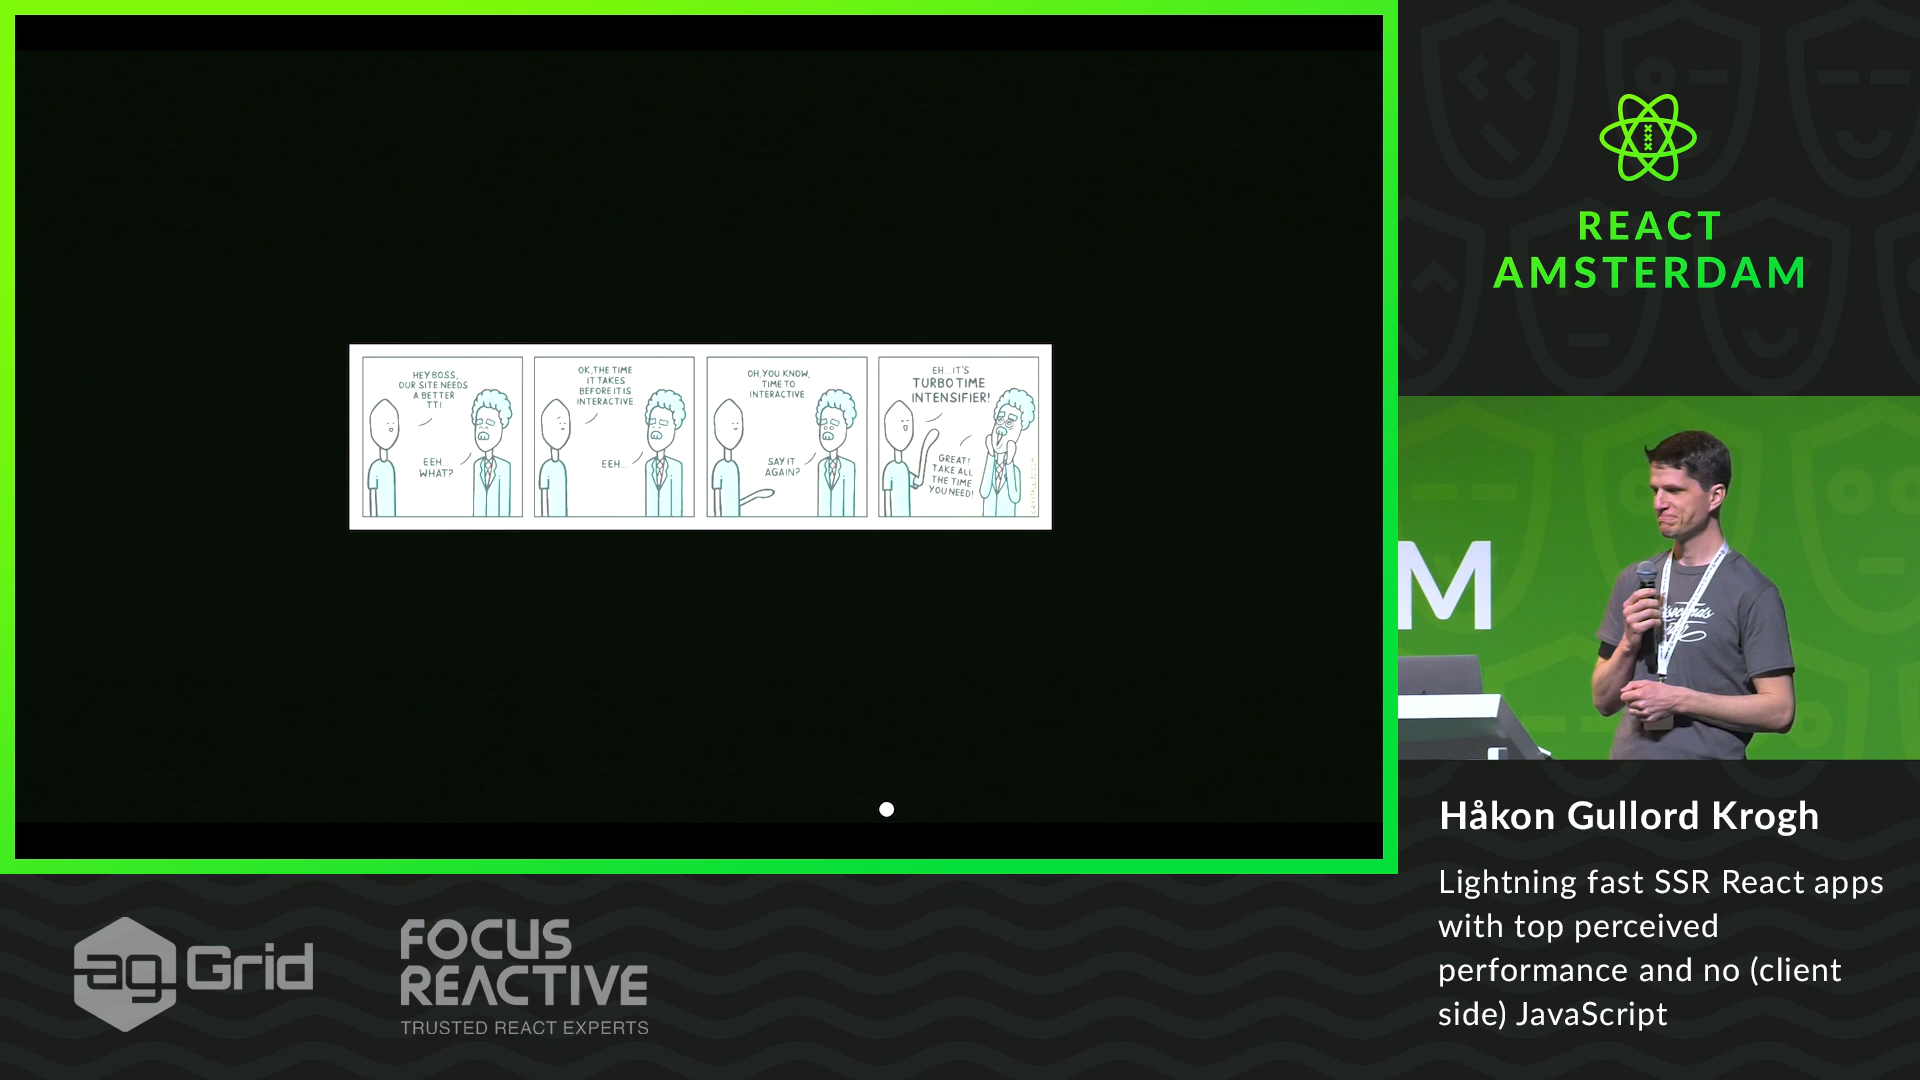 HEY BOSS,
OUR SITE NEEDS
A BETTER
TTI.
EEH...
WHAT?
OK, THE TIME
IT TAKES
BEFORE IT IS
INTERACTIVE.
EEH...
OH, YOU KNOW,
TIME TO
INTERACTIVE.
SAY IT
AGAIN?
EH... IT'S
TURBO TIME
INTENSIFIER!
GREAT!
TAKE ALL
THE TIME
YOU NEED!
REACT
AMSTERDAM
M
Håkon Gullord Krogh
Lightning fast SSR React apps
with top perceived
performance and no (client
side) JavaScript
ag Grid
FOCUS
REACTIVE
TRUSTED REACT EXPERTS